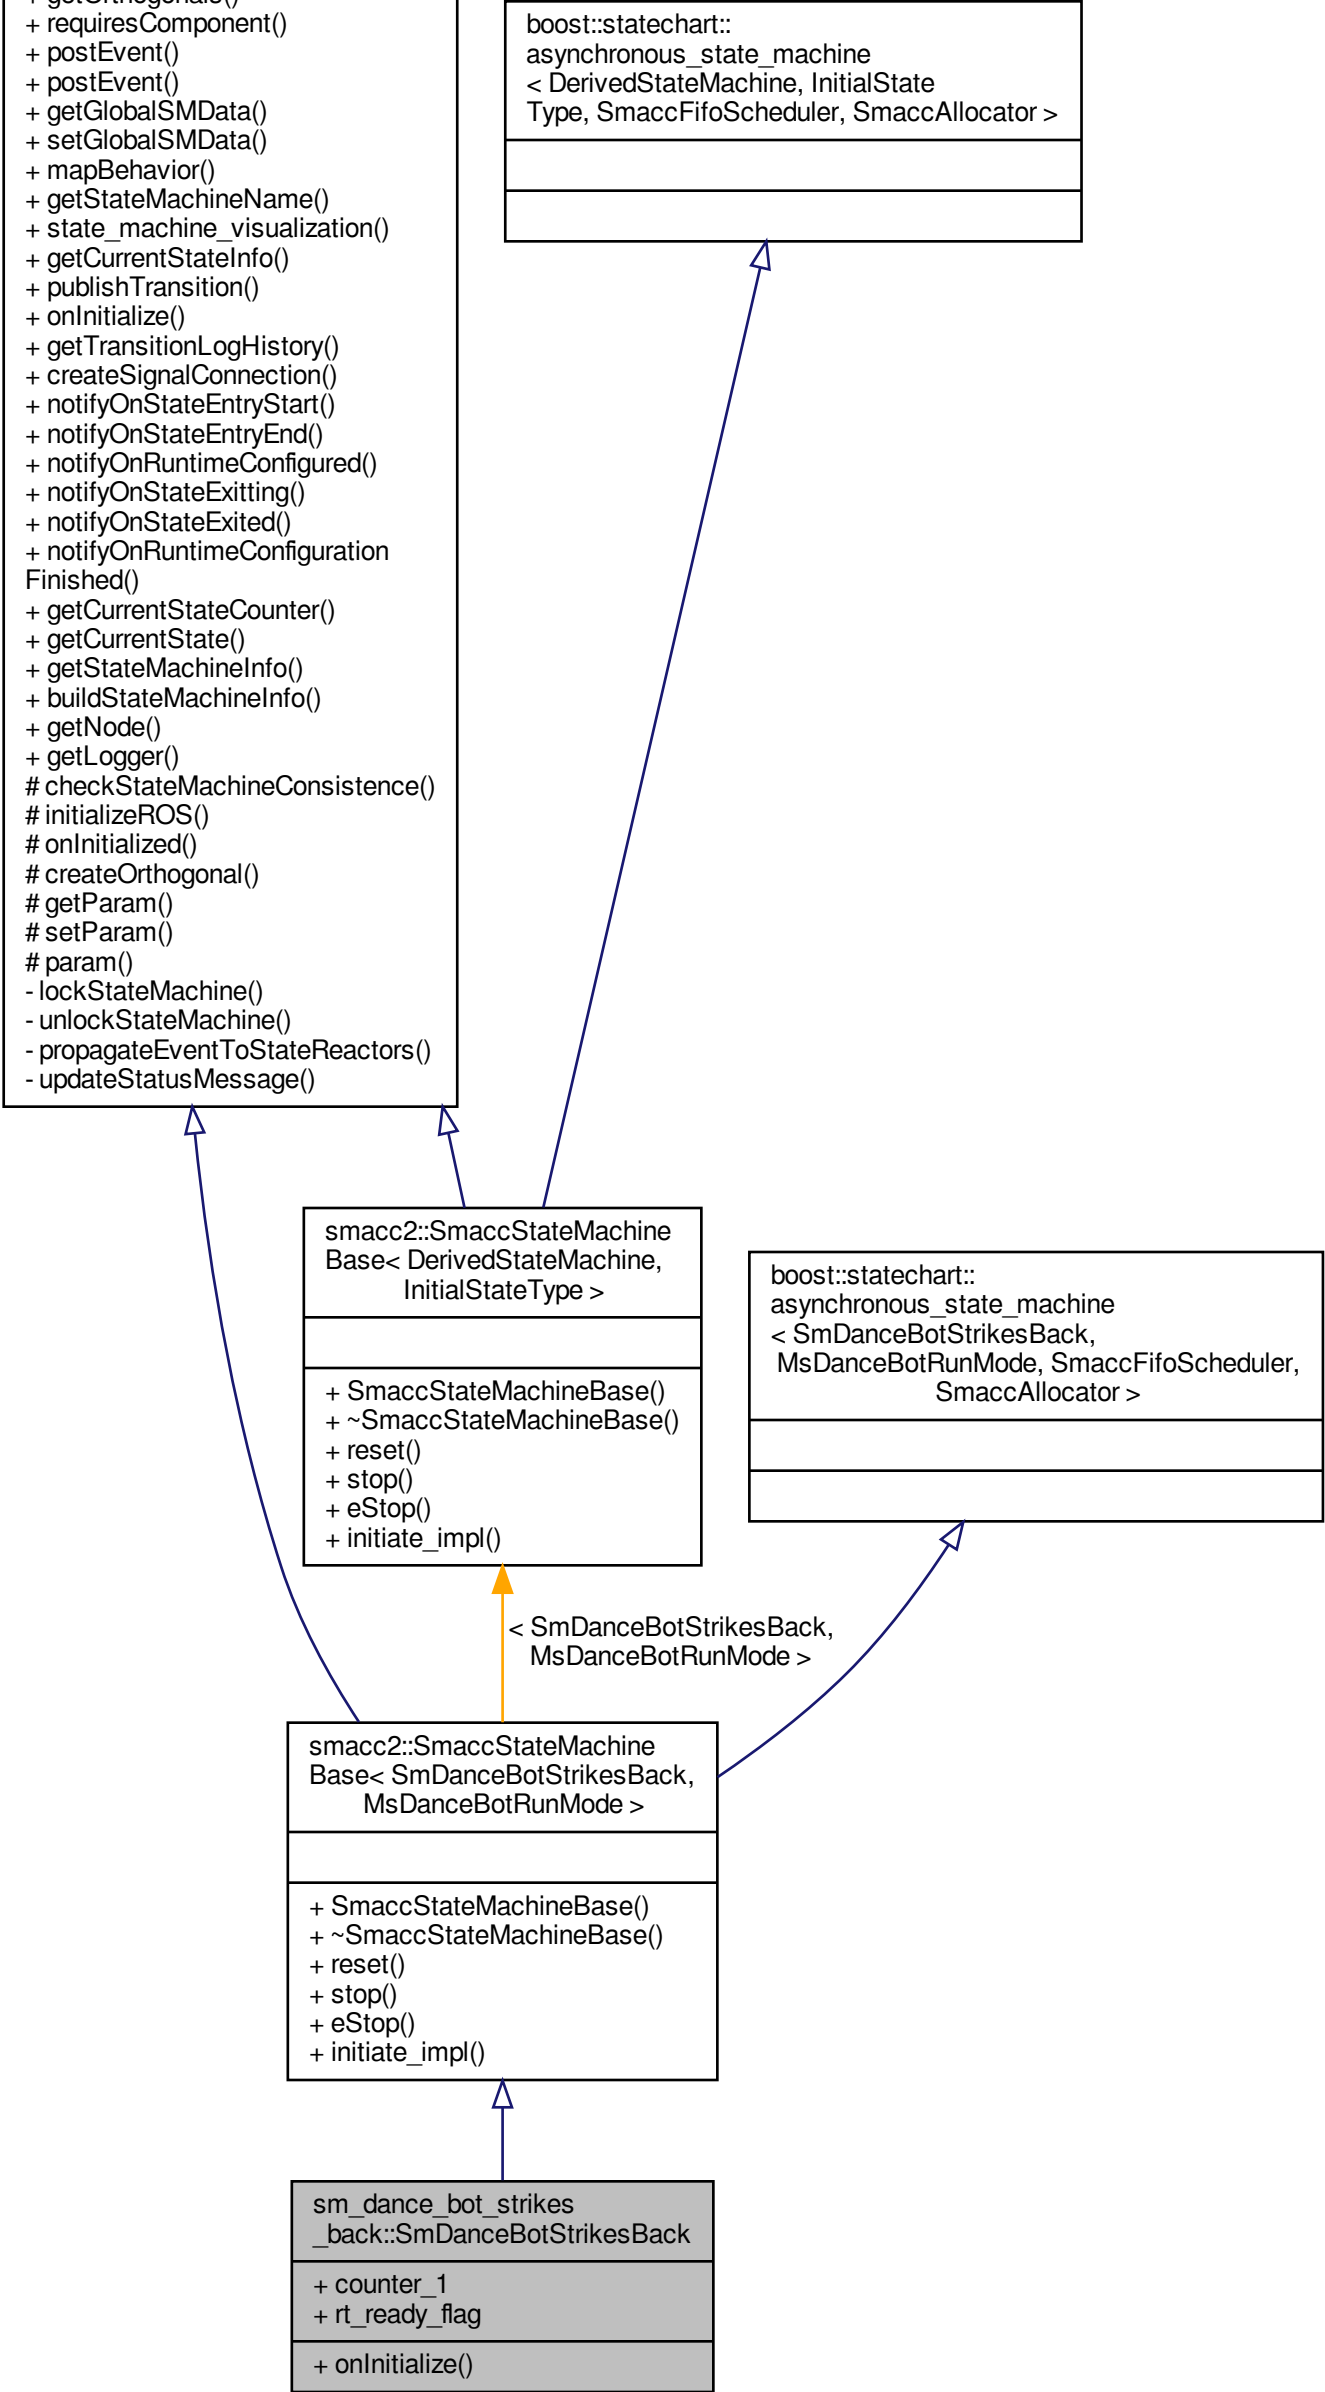 + getOrthogonals()
+ requiresComponent()
+ postEvent()
+ postEvent()
+ getGlobalSMData()
+ setGlobalSMData()
+ mapBehavior()
+ getStateMachineName()
+ state_machine_visualization()
+ getCurrentStateInfo()
+ publishTransition()
+ onInitialize()
+ getTransitionLogHistory()
+ createSignalConnection()
+ notifyOnStateEntryStart()
+ notifyOnStateEntryEnd()
+ notifyOnRuntimeConfigured()
+ notifyOnStateExitting()
+ notifyOnStateExited()
+ notifyOnRuntimeConfiguration
Finished()
+ getCurrentStateCounter()
+ getCurrentState()
+ getStateMachineInfo()
+ buildStateMachineInfo()
+ getNode()
+ getLogger()
# checkStateMachineConsistence()
# initializeROS()
# onInitialized()
# createOrthogonal()
# getParam()
# setParam()
# param()
- lockStateMachine()
- unlockStateMachine()
- propagateEventToStateReactors()
- updateStatusMessage()
boost::statechart::
asynchronous_state_machine
< DerivedStateMachine, InitialState
Type, SmaccFifoScheduler, SmaccAllocator >
smacc2::SmaccStateMachine
Base< DerivedStateMachine,
InitialStateType >
+ SmaccStateMachineBase()
+ ~SmaccStateMachineBase()
+ reset()
+ stop()
+ eStop()
+ initiate_impl()
boost::statechart::
asynchronous_state_machine
< SmDanceBotStrikesBack,
MsDanceBotRunMode, SmaccFifoScheduler,
SmaccAllocator >
< SmDanceBotStrikesBack,
MsDanceBotRunMode >
smacc2::SmaccStateMachine
Base< SmDanceBotStrikesBack,
MsDanceBotRunMode >
+ SmaccStateMachineBase()
+ ~SmaccStateMachineBase()
+ reset()
+ stop()
+ eStop()
+ initiate_impl()
sm_dance_bot_strikes
_back::SmDanceBotStrikesBack
+ counter_1
+ rt_ready_flag
+ onInitialize()